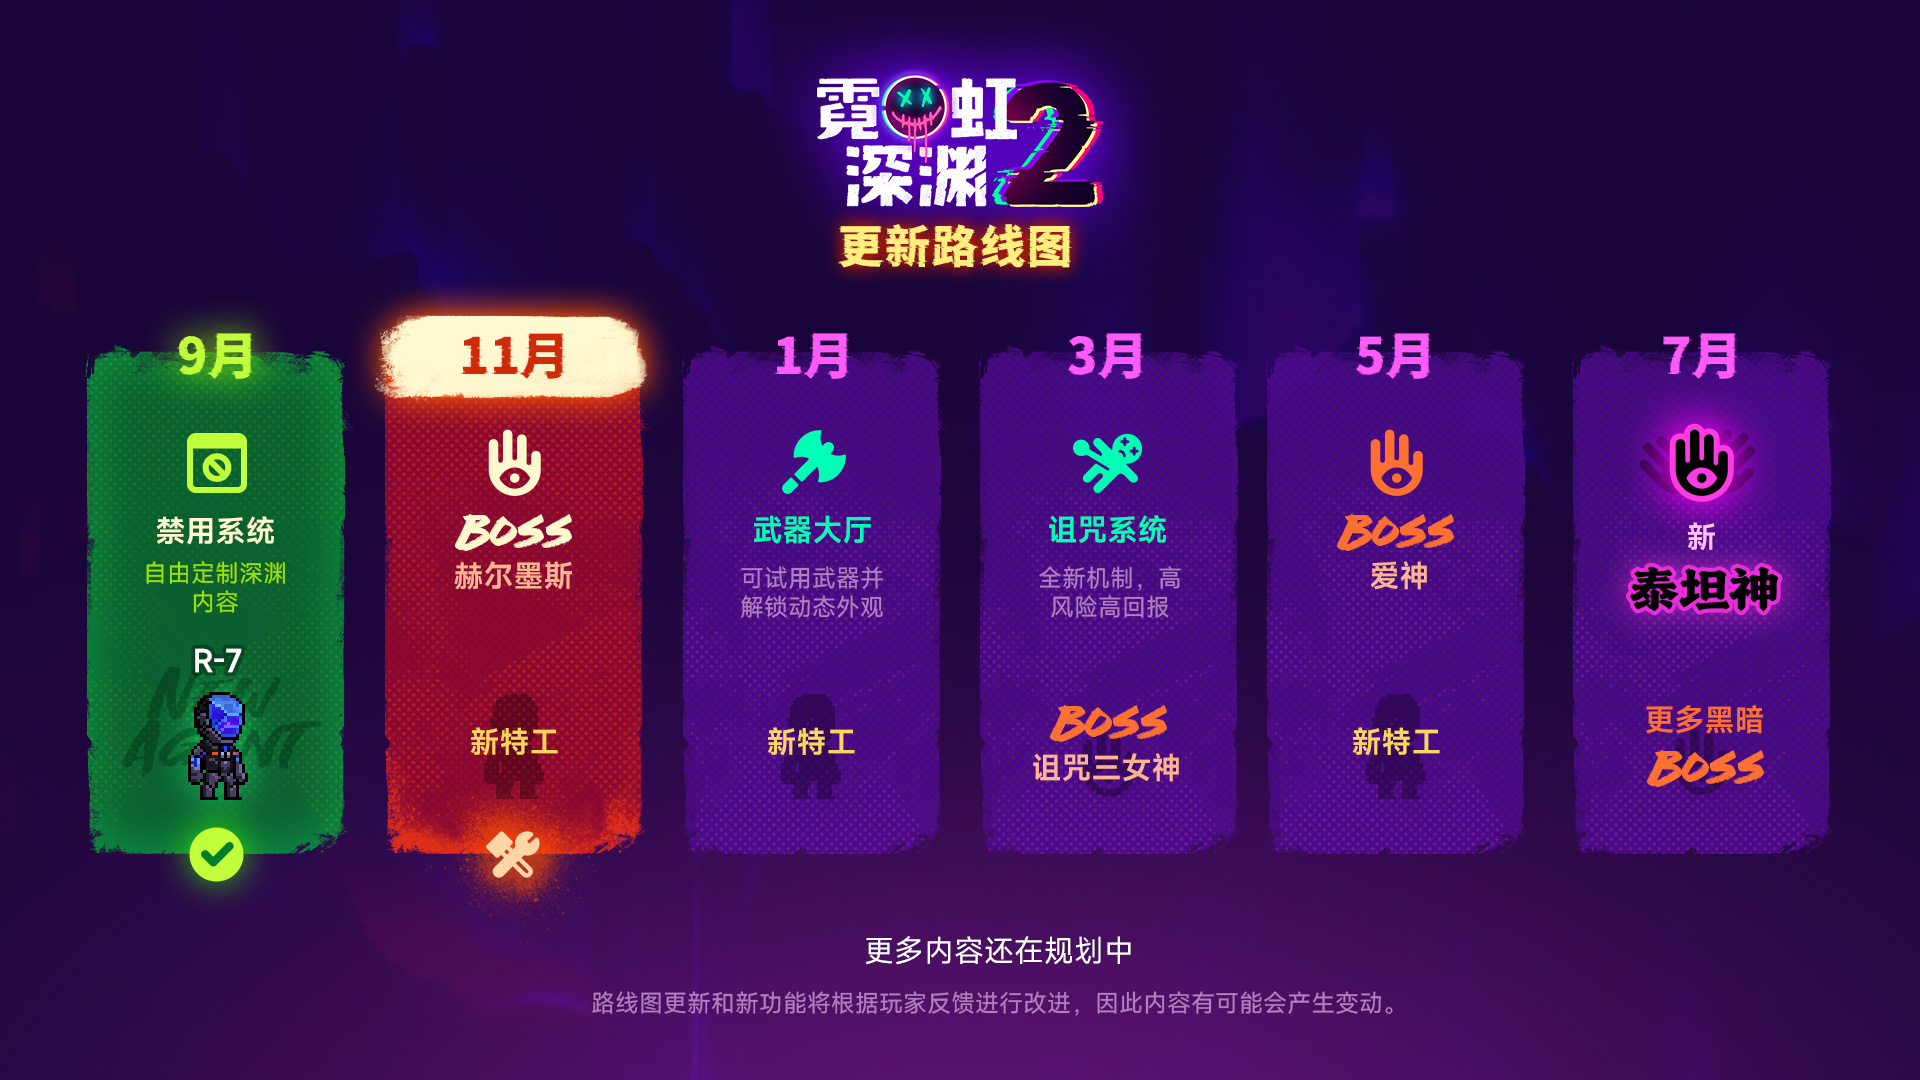 霓虹
深渊2
更新路线图
9月
禁用系统
自由定制深渊
内容
R-7
NEW
AGENT
11月
BOSS
赫尔墨斯
新特工
1月
武器大厅
可试用武器并
解锁动态外观
新特工
3月
诅咒系统
全新机制，高
风险高回报
BOSS
诅咒三女神
5月
BOSS
爱神
新特工
7月
新
泰坦神
更多黑暗
BOSS
更多内容还在规划中
路线图更新和新功能将根据玩家反馈进行改进，因此内容有可能会产生变动。